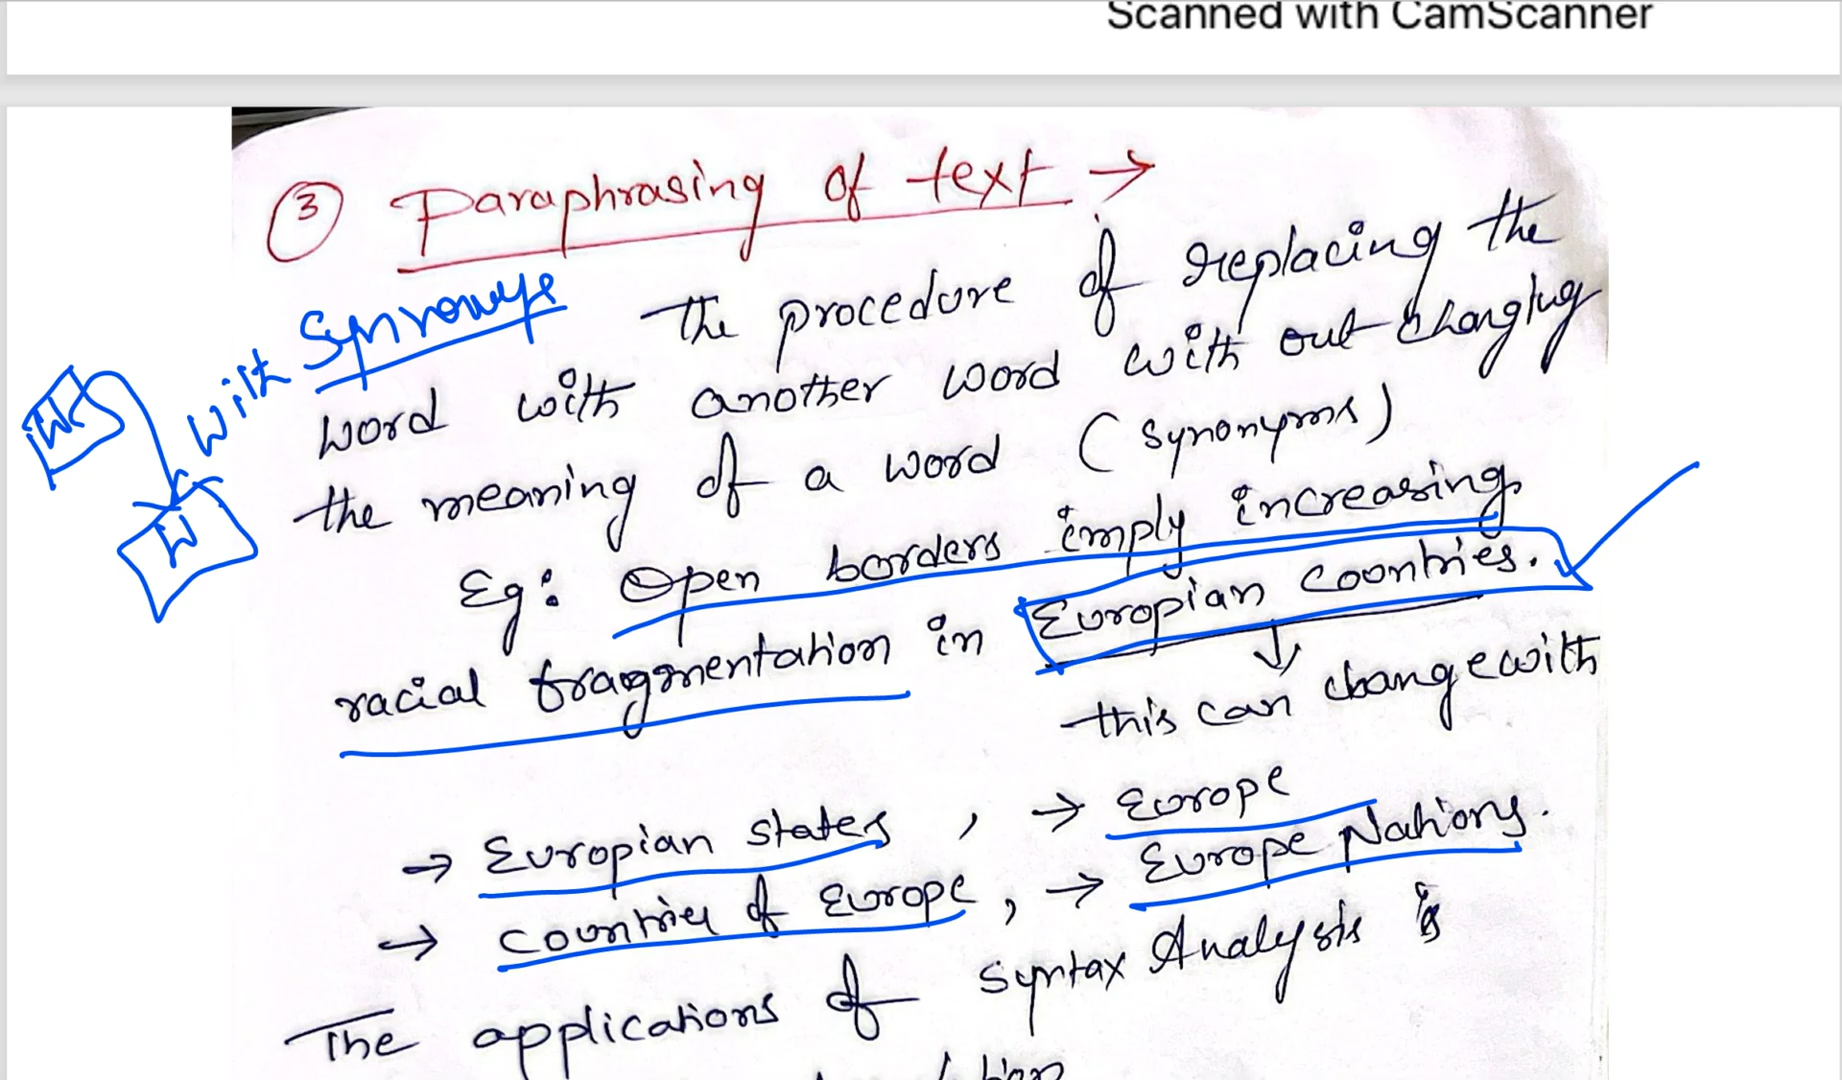 Scanned with CamScanner
③ Paraphrasing of text →
with
The procedure of replacing the
word with another word with out changing
the meaning of a word (synonyms)
Eg: Open borders imply increasing
racial fragmentation in Europian Countries.
↓
this can change with
→ Europian states, → Europe
→ Countries of Europe, → Europe Nations.
The applications of Syntax Analysis is
W
W